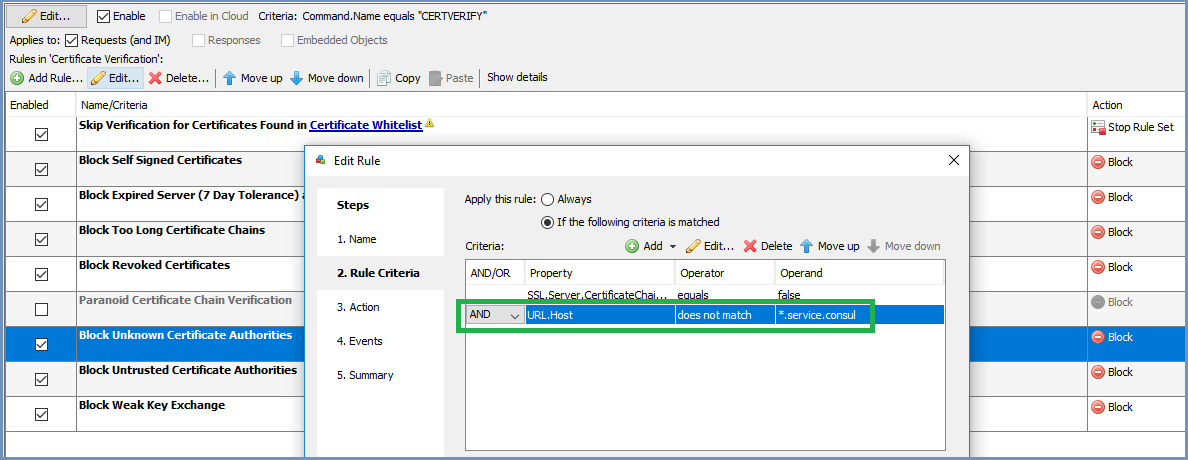 Edit... Enable Enable in Cloud Criteria: Command.Name equals "CERTVERIFY"
Applies to: Requests (and IM) Responses Embedded Objects
Rules in 'Certificate Verification':
Add Rule... Edit... Delete... Move up Move down Copy Paste Show details
Enabled Name/Criteria Action
Skip Verification for Certificates Found in Certificate Whitelist Stop Rule Set
Block Self Signed Certificates Block
Block Expired Server (7 Day Tolerance) a Block
Block Too Long Certificate Chains Block
Block Revoked Certificates Block
Paranoid Certificate Chain Verification Block
Block Unknown Certificate Authorities Block
Block Untrusted Certificate Authorities Block
Block Weak Key Exchange Block
Edit Rule
Steps
1. Name
2. Rule Criteria
3. Action
4. Events
5. Summary
Apply this rule: Always
If the following criteria is matched
Criteria: Add Edit... Delete Move up Move down
AND/OR Property Operator Operand
SSL.Server.CertificateChai... equals false
AND URL.Host does not match *.service.consul